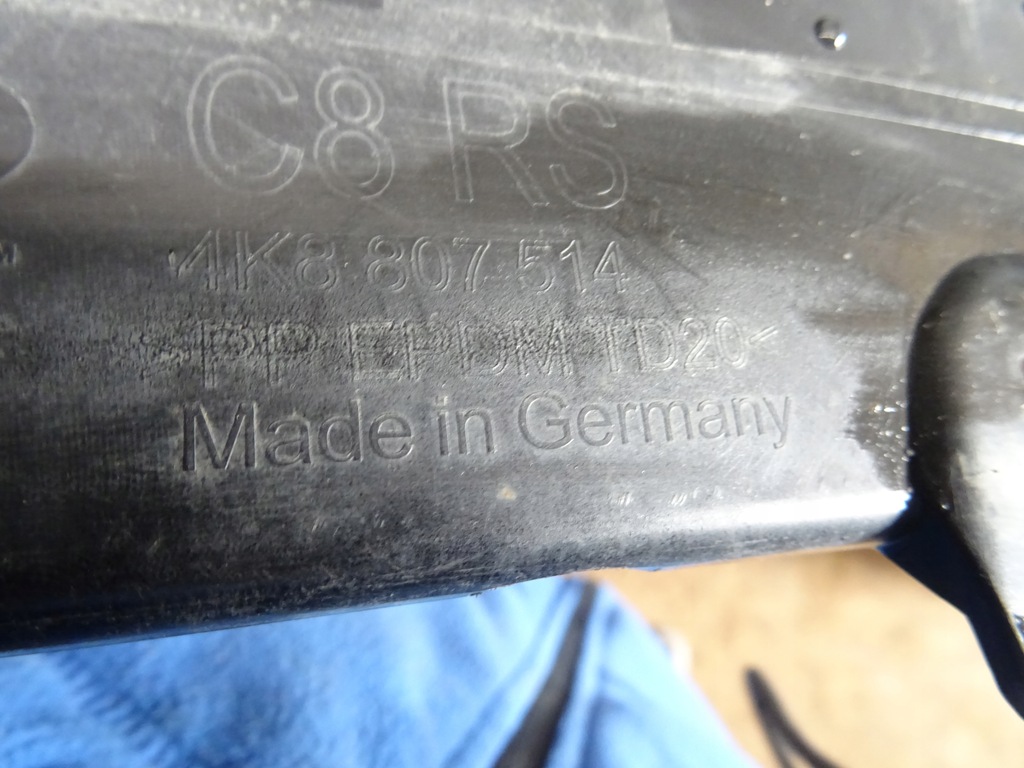 C8 RS
4K8 807 514
>PP EPDM TD20<
Made in Germany